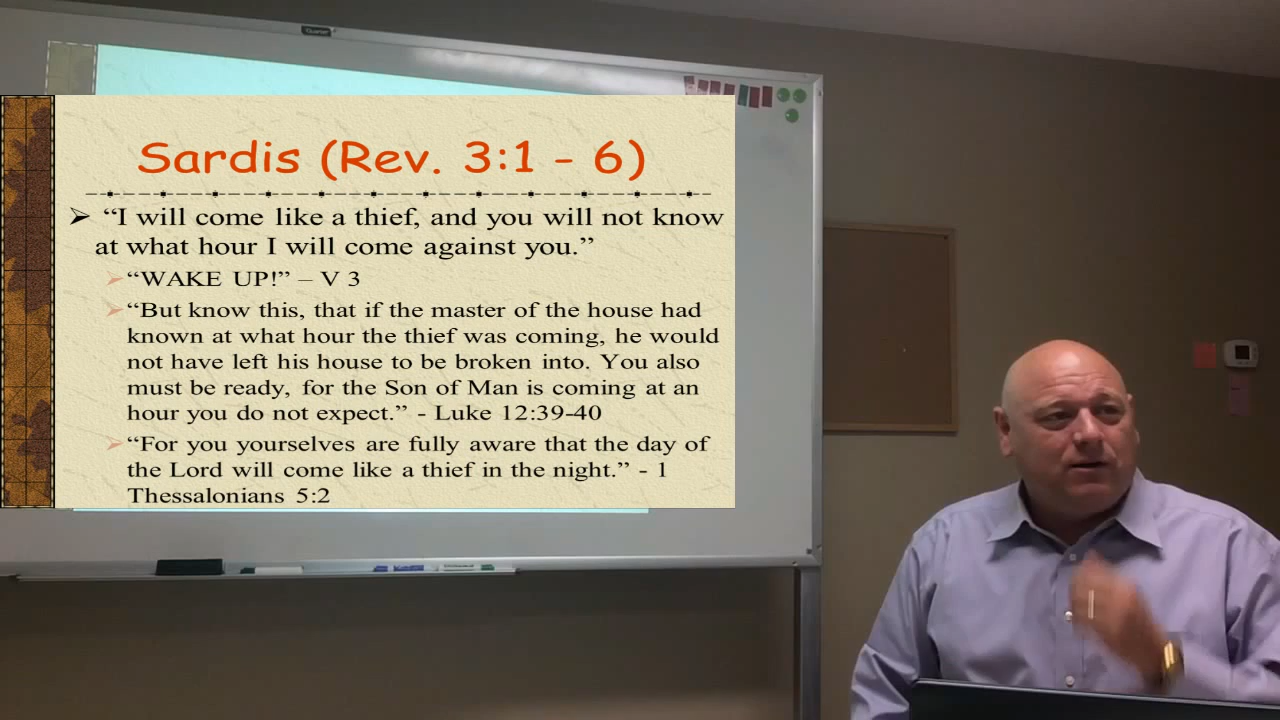 Quartet
Sardis (Rev. 3:1 - 6)
“I will come like a thief, and you will not know
at what hour I will come against you.”
“WAKE UP!” – V 3
“But know this, that if the master of the house had
known at what hour the thief was coming, he would
not have left his house to be broken into. You also
must be ready, for the Son of Man is coming at an
hour you do not expect.” - Luke 12:39-40
“For you yourselves are fully aware that the day of
the Lord will come like a thief in the night.” - 1
Thessalonians 5:2